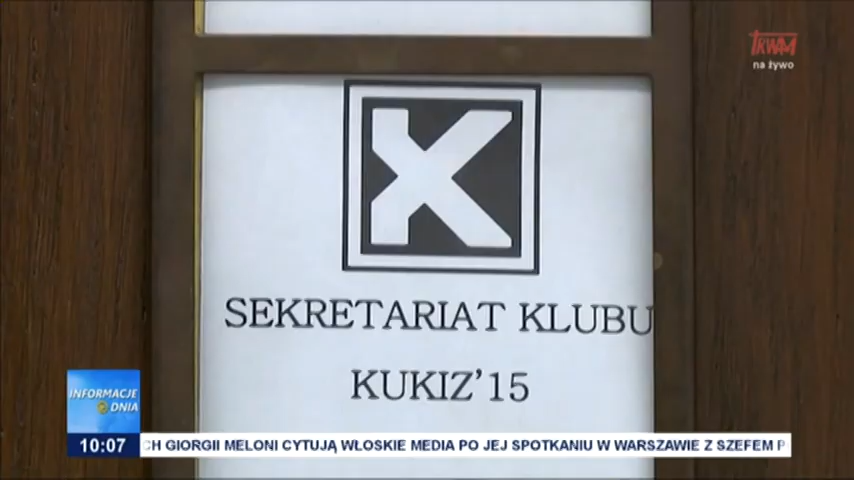 TRWAM
na żywo
K
SEKRETARIAT KLUBU
KUKIZ'15
INFORMACJE
DNIA
10:07
CH GIORGII MELONI CYTUJĄ WŁOSKIE MEDIA PO JEJ SPOTKANIU W WARSZAWIE Z SZEFEM P